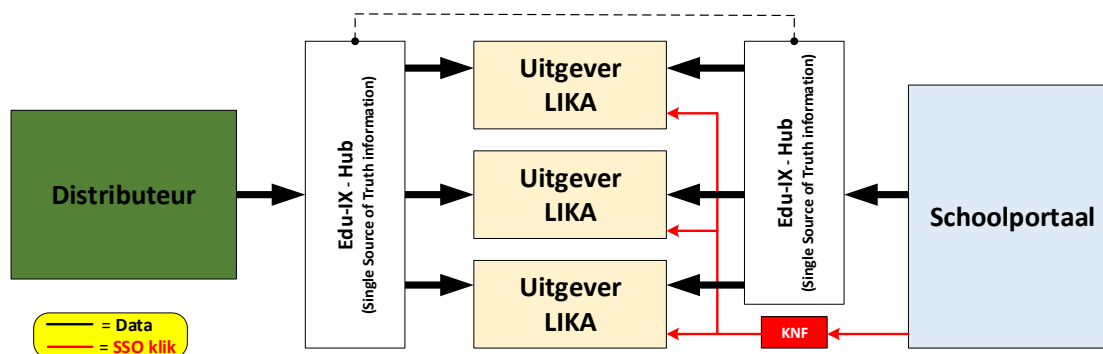 Distributeur
Edu-IX - Hub
(Single Source of Truth information)
Uitgever
LIKA
Uitgever
LIKA
Uitgever
LIKA
Edu-IX - Hub
(Single Source of Truth information)
Schoolportaal
KNF
= Data
= SSO klik